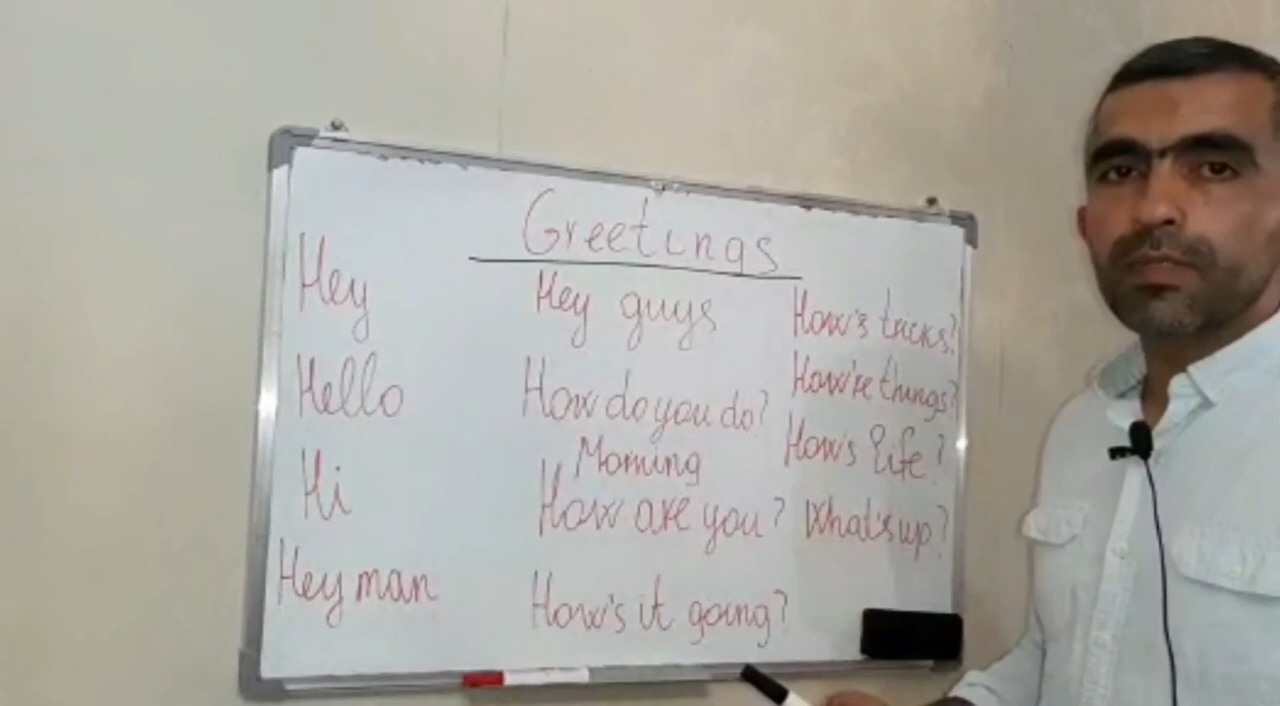 Greetings
Hey
Hello
Hi
Hey man
Hey guys
How do you do?
Morning
How are you?
How's it going?
How's tricks?
How're things?
How's life?
What's up?